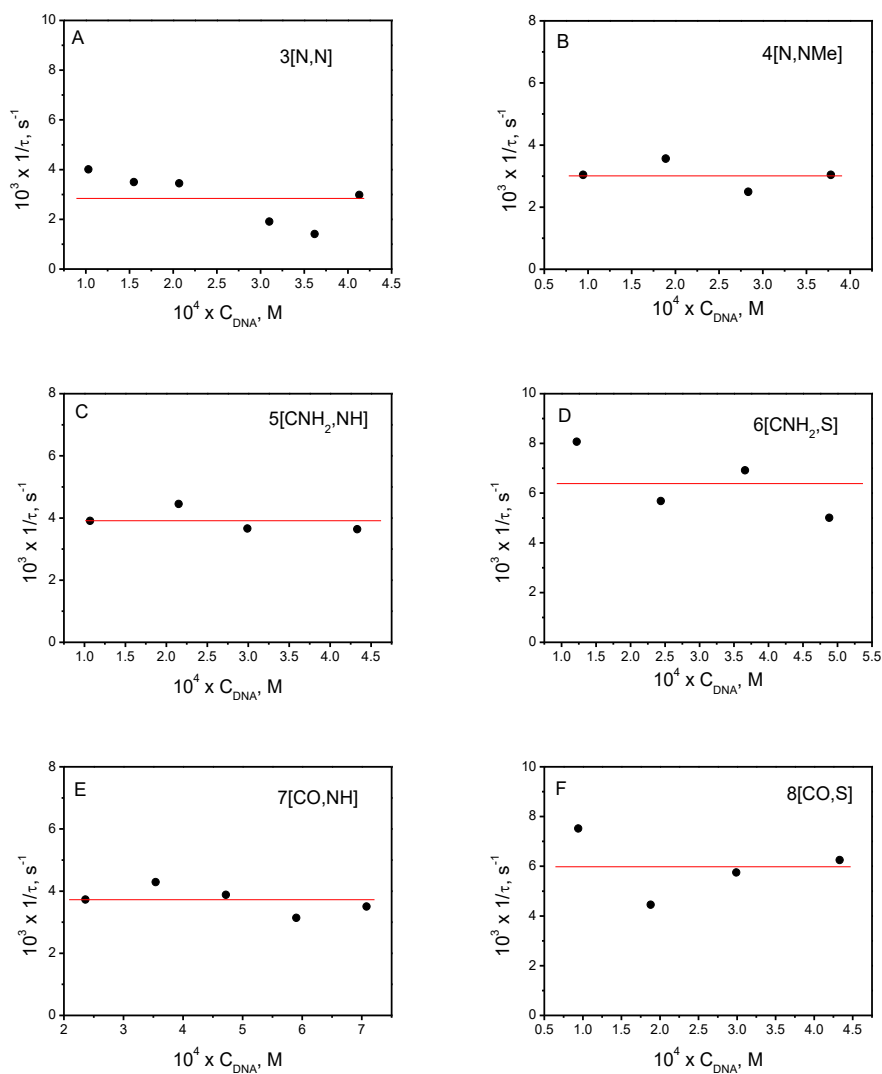 A
3[N,N]
10
8
6
4
2
0
10³ x 1/τ, s⁻¹
1.0 1.5 2.0 2.5 3.0 3.5 4.0 4.5
10⁴ x C_DNA, M
B
4[N,NMe]
8
6
4
2
0
10³ x 1/τ, s⁻¹
0.5 1.0 1.5 2.0 2.5 3.0 3.5 4.0
10⁴ x C_DNA, M
C
5[CNH₂,NH]
8
6
4
2
0
10³ x 1/τ, s⁻¹
1.0 1.5 2.0 2.5 3.0 3.5 4.0 4.5
10⁴ x C_DNA, M
D
6[CNH₂,S]
10
8
6
4
2
0
10³ x 1/τ, s⁻¹
1.0 1.5 2.0 2.5 3.0 3.5 4.0 4.5 5.0 5.5
10⁴ x C_DNA, M
E
7[CO,NH]
8
6
4
2
0
10³ x 1/τ, s⁻¹
2 3 4 5 6 7
10⁴ x C_DNA, M
F
8[CO,S]
10
8
6
4
2
0
10³ x 1/τ, s⁻¹
0.5 1.0 1.5 2.0 2.5 3.0 3.5 4.0 4.5
10⁴ x C_DNA, M